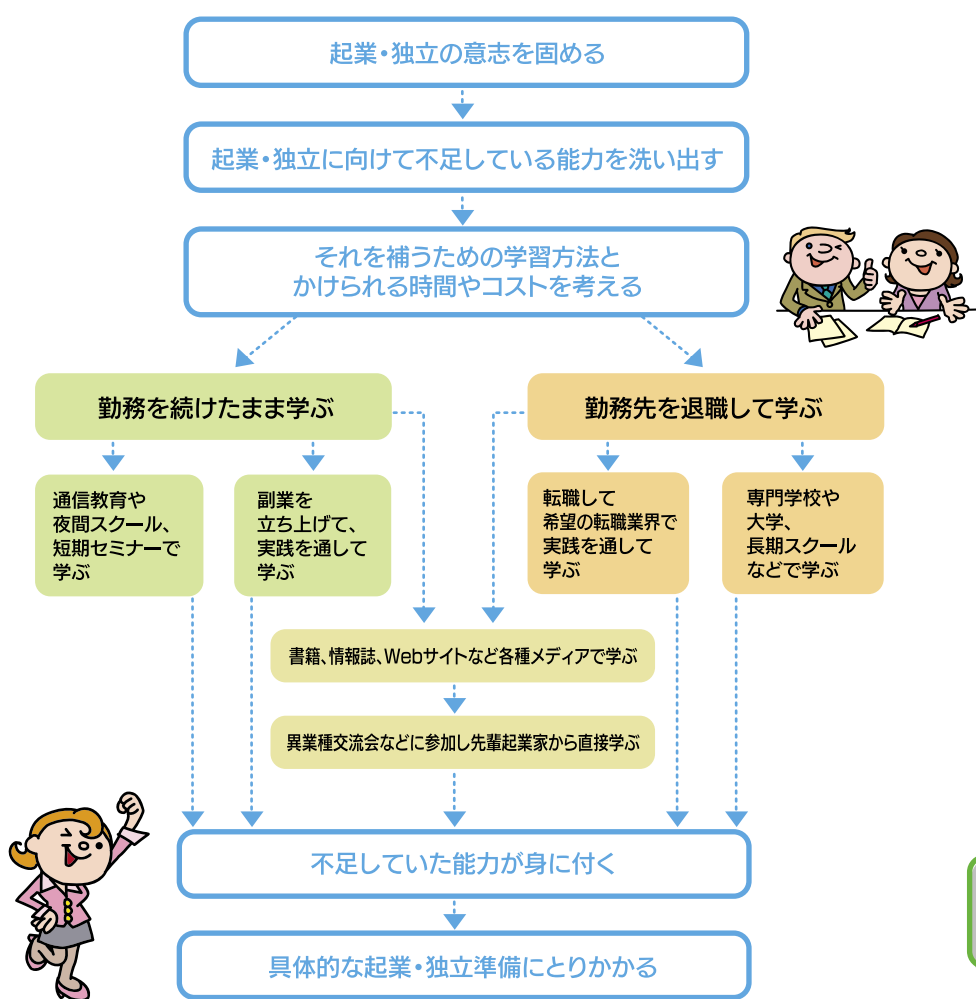 起業・独立の意志を固める
起業・独立に向けて不足している能力を洗い出す
それを補うための学習方法と
かけられる時間やコストを考える
勤務を続けたまま学ぶ
勤務先を退職して学ぶ
通信教育や
夜間スクール、
短期セミナーで
学ぶ
副業を
立ち上げて、
実践を通して
学ぶ
転職して
希望の転職業界で
実践を通して
学ぶ
専門学校や
大学、
長期スクール
などで学ぶ
書籍、情報誌、Webサイトなど各種メディアで学ぶ
異業種交流会などに参加し先輩起業家から直接学ぶ
不足していた能力が身に付く
具体的な起業・独立準備にとりかかる